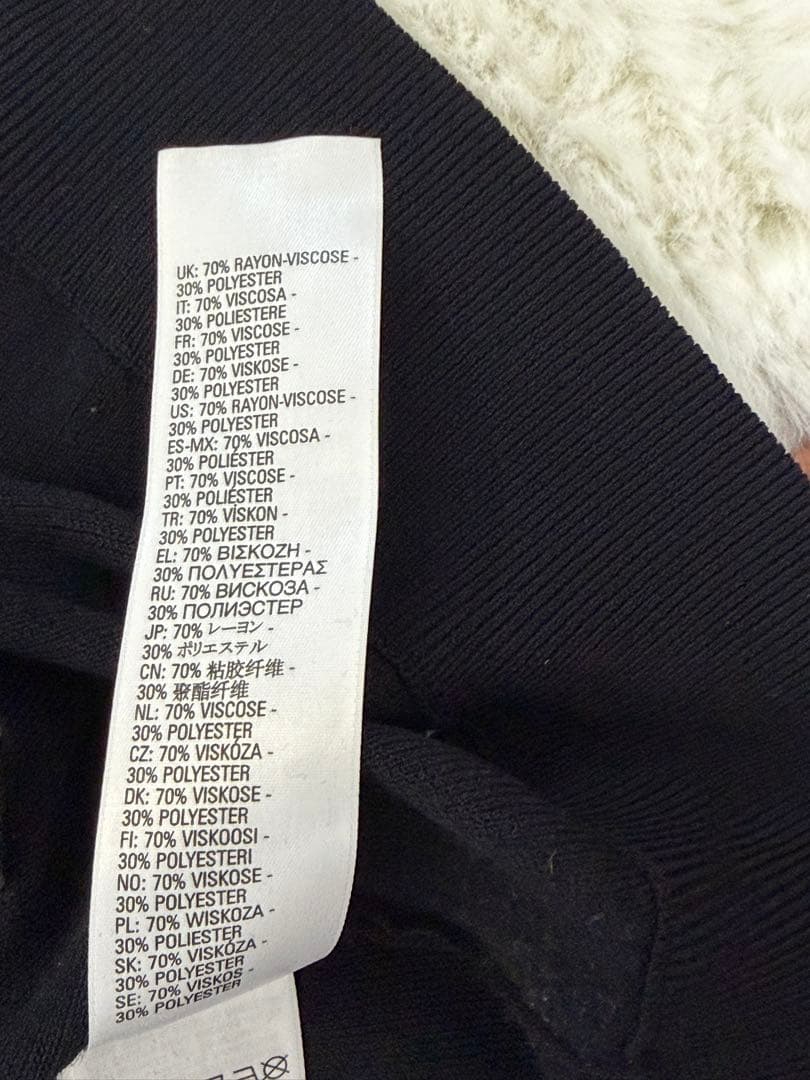 UK: 70% RAYON-VISCOSE -
30% POLYESTER
IT: 70% VISCOSA -
30% POLIESTERE
FR: 70% VISCOSE -
30% POLYESTER
DE: 70% VISKOSE -
30% POLYESTER
US: 70% RAYON-VISCOSE -
30% POLYESTER
ES-MX: 70% VISCOSA -
30% POLIÉSTER
PT: 70% VISCOSE -
30% POLIÉSTER
TR: 70% VİSKON -
30% POLYESTER
EL: 70% ΒΙΣΚΟΖΗ -
30% ΠΟΛΥΕΣΤΕΡΑΣ
RU: 70% ВИСКОЗА -
30% ПОЛИЭСТЕР
JP: 70% レーヨン -
30% ポリエステル
CN: 70% 粘胶纤维 -
30% 聚酯纤维
NL: 70% VISCOSE -
30% POLYESTER
CZ: 70% VISKÓZA -
30% POLYESTER
DK: 70% VISKOSE -
30% POLYESTER
FI: 70% VISKOOSI -
30% POLYESTERI
NO: 70% VISKOSE -
30% POLYESTER
PL: 70% WISKOZA -
30% POLIESTER
SK: 70% VISKÓZA -
30% POLYESTER
SE: 70% VISKOS -
30% POLYESTER